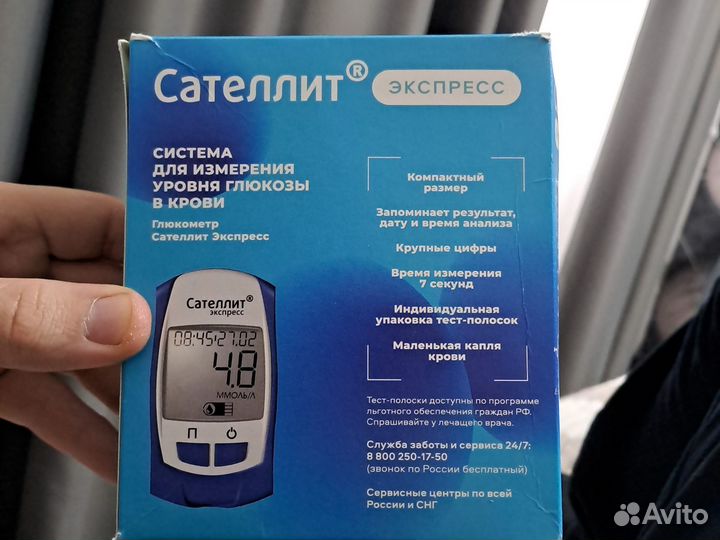 Сателлит® ЭКСПРЕСС
СИСТЕМА
ДЛЯ ИЗМЕРЕНИЯ
УРОВНЯ ГЛЮКОЗЫ
В КРОВИ
Глюкометр
Сателлит Экспресс
Компактный
размер
Запоминает результат,
дату и время анализа
Крупные цифры
Время измерения
7 секунд
Индивидуальная
упаковка тест-полосок
Маленькая капля
крови
Сателлит®
экспресс
08:45 27.02
4.8
ММОЛЬ/Л
П
Тест-полоски доступны по программе
льготного обеспечения граждан РФ.
Спрашивайте у лечащего врача.
Служба заботы и сервиса 24/7:
8 800 250-17-50
(звонок по России бесплатный)
Сервисные центры по всей
России и СНГ
Avito